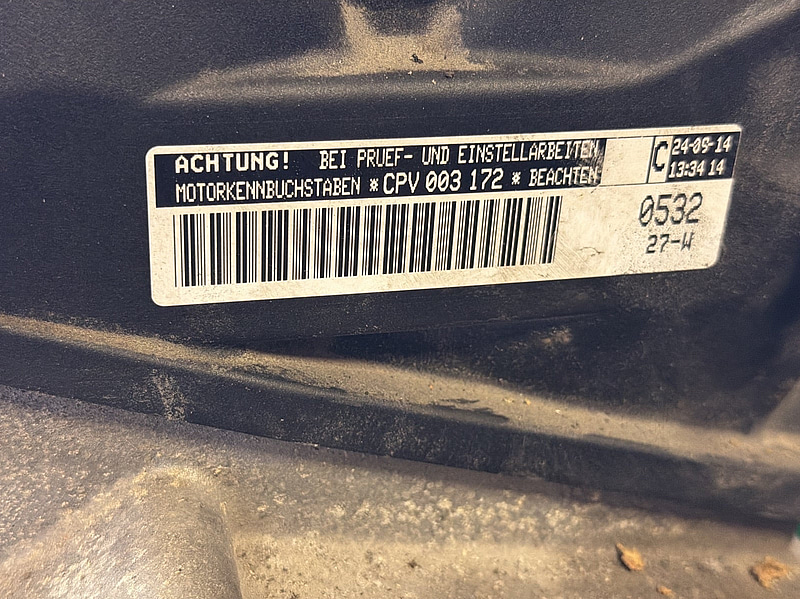 ACHTUNG! BEI PRUEF- UND EINSTELLARBEITEN
MOTORKENNBUCHSTABEN *CPV 003 172 * BEACHTEN
C
24-09-14
13:34 14
0532
27-W